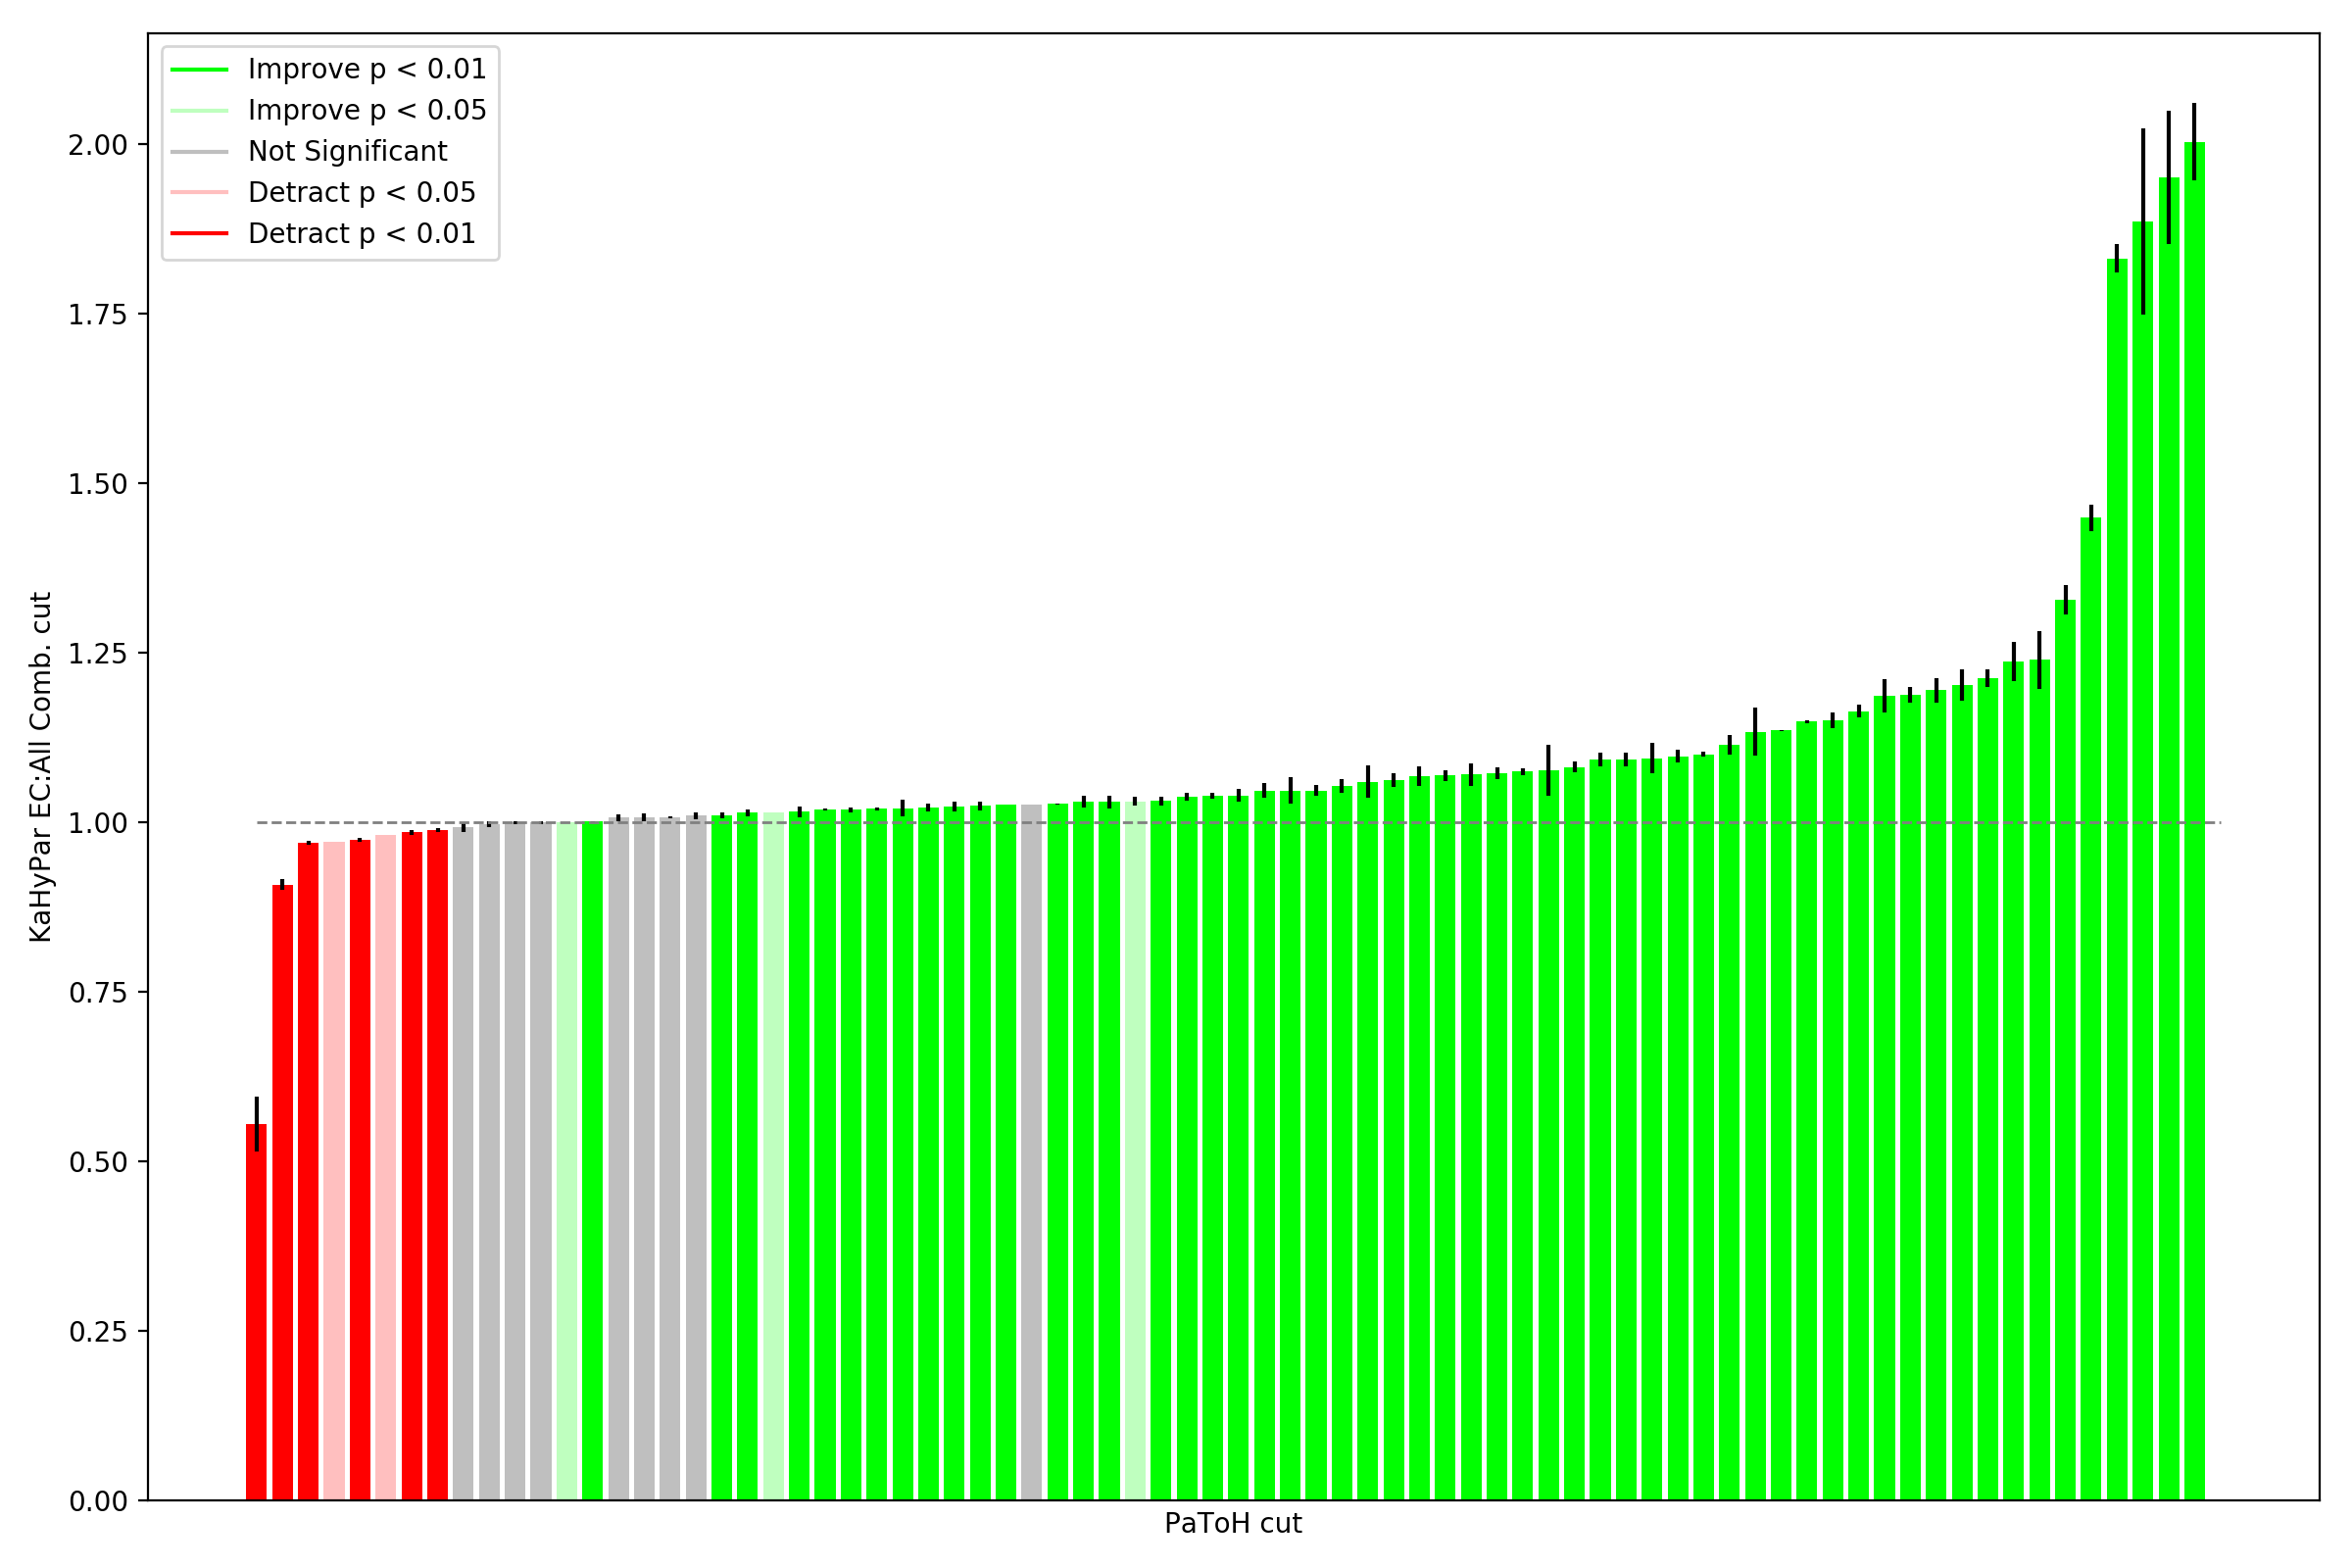 Improve p < 0.01
Improve p < 0.05
Not Significant
Detract p < 0.05
Detract p < 0.01
2.00
1.75
1.50
1.25
1.00
0.75
0.50
0.25
0.00
KaHyPar EC:All Comb. cut
PaToH cut